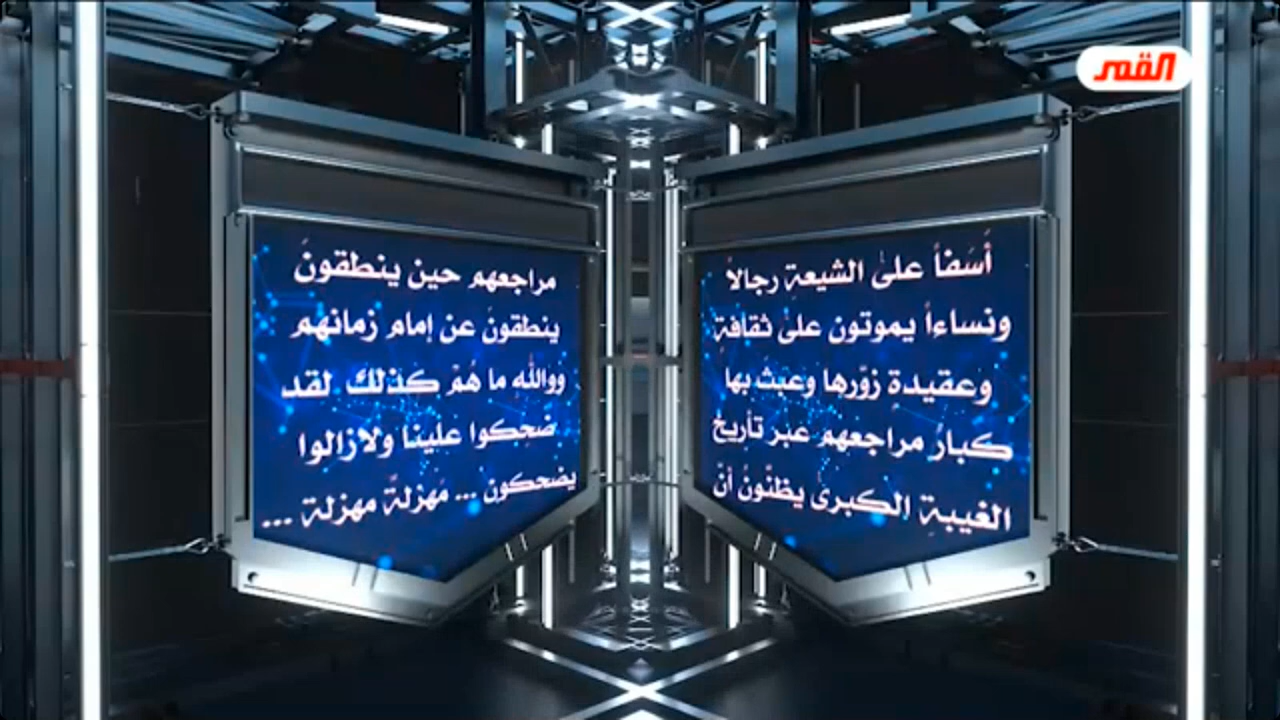 القمر
أَسَفاً على الشيعةِ رجالاً
ونساءاً يموتون على ثقافةٍ
وعقيدةٍ زوّرها وعبثَ بها
كبارُ مراجعهم عبر تأريخ
الغيبةِ الكبرى يظنّونَ أنّ
مراجعهم حين ينطقونَ
ينطقونَ عن إمام زمانهم
وواللهِ ما هُمْ كذلك لقد
ضحكوا علينا ولازالوا
يضحكون ... مَهزلةٌ مهزلة ...